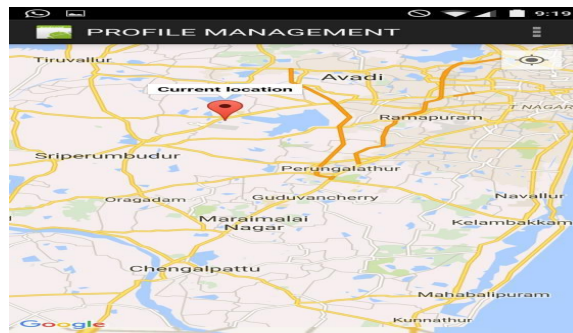 9:19
PROFILE MANAGEMENT
Tiruvallur
Avadi
Current location
T NAGAR
Ramapuram
Sriperumbudur
Perungalathur
Oragadam
Guduvancherry
Navallur
Maraimalai
Nagar
Kelambakkam
Chengalpattu
Mahabalipuram
Google
Kunnathur